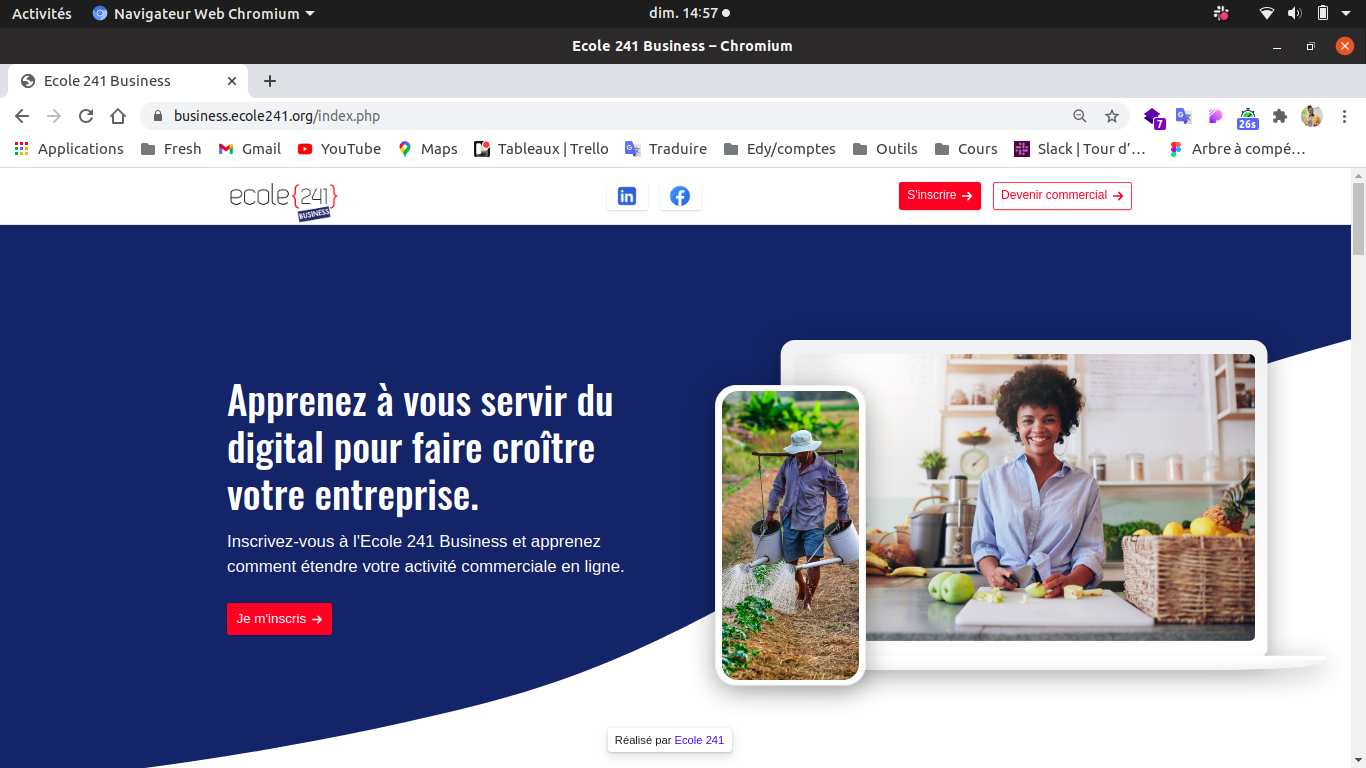 Activités
Navigateur Web Chromium
dim. 14:57
Ecole 241 Business – Chromium
Ecole 241 Business
business.ecole241.org/index.php
7
26s
Applications
Fresh
Gmail
YouTube
Maps
Tableaux | Trello
Traduire
Edy/comptes
Outils
Cours
Slack | Tour d'…
Arbre à compé…
ecole{241}
BUSINESS
S'inscrire
Devenir commercial
Apprenez à vous servir du
digital pour faire croître
votre entreprise.
Inscrivez-vous à l'Ecole 241 Business et apprenez
comment étendre votre activité commerciale en ligne.
Je m'inscris
Réalisé par Ecole 241